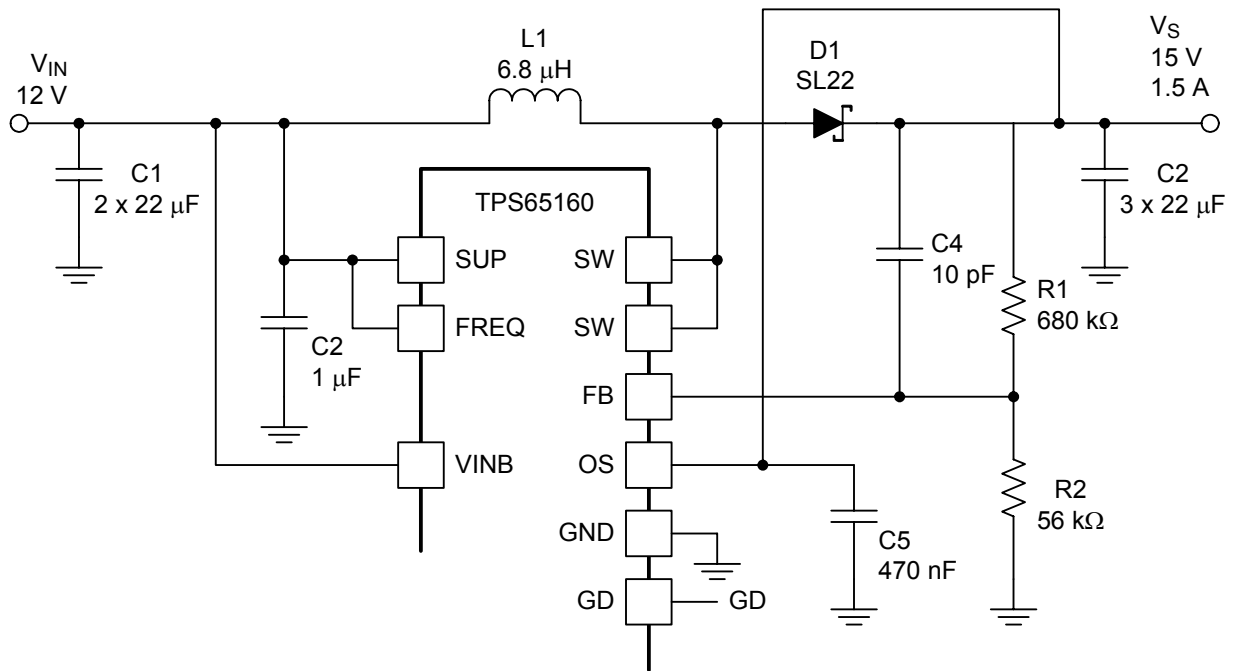 V_IN
12 V
L1
6.8 μH
D1
SL22
V_S
15 V
1.5 A
C1
2 x 22 μF
TPS65160
C2
3 x 22 μF
SUP
SW
C4
10 pF
R1
680 kΩ
FREQ
SW
C2
1 μF
FB
VINB
OS
R2
56 kΩ
GND
C5
470 nF
GD
GD